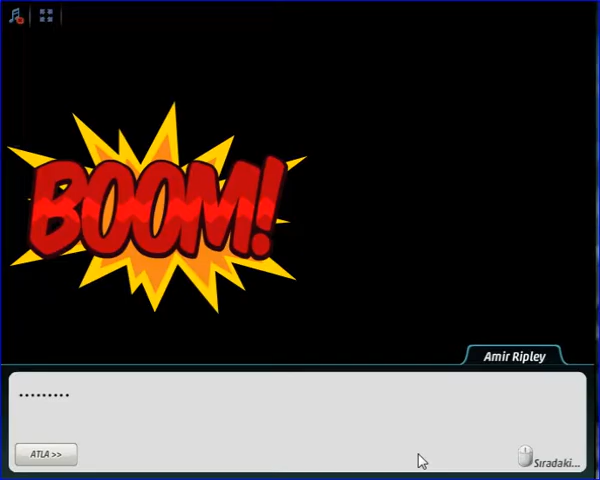 BOOM!
Amir Ripley
.........
ATLA >>
Sıradaki...